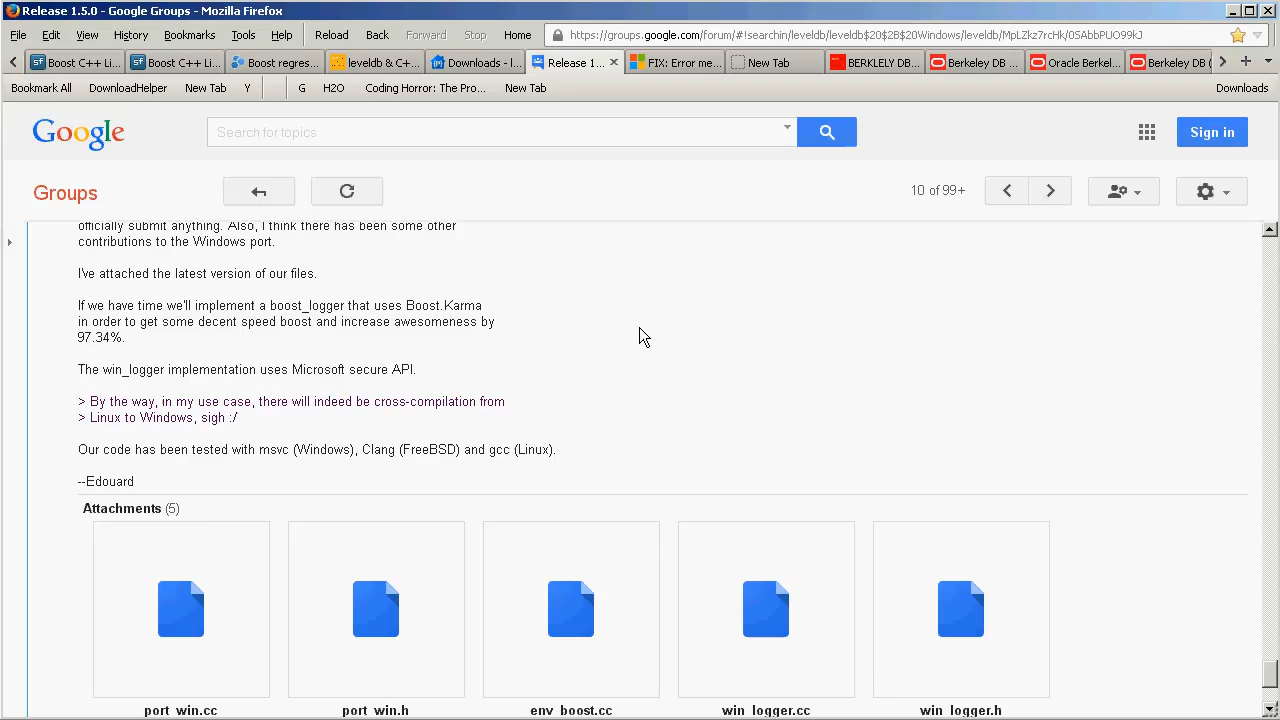 Release 1.5.0 - Google Groups - Mozilla Firefox
File Edit View History Bookmarks Tools Help Reload Back Forward Stop Home https://groups.google.com/forum/#!searchin/leveldb/leveldb$20$2B$20Windows/leveldb/MpLZkz7rcHk/0SAbbPUO99kJ
Boost C++ Li... Boost C++ Li... Boost regres... leveldb & C+... Downloads - l... Release 1... FIX: Error me... New Tab BERKLELY DB... Berkeley DB ... Oracle Berkel... Berkeley DB (
Bookmark All DownloadHelper New Tab Y G H2O Coding Horror: The Pro... New Tab Downloads
Google Search for topics Sign in
Groups 10 of 99+
officially submit anything. Also, I think there has been some other
contributions to the Windows port.
I've attached the latest version of our files.
If we have time we'll implement a boost_logger that uses Boost.Karma
in order to get some decent speed boost and increase awesomeness by
97.34%.
The win_logger implementation uses Microsoft secure API.
> By the way, in my use case, there will indeed be cross-compilation from
> Linux to Windows, sigh :/
Our code has been tested with msvc (Windows), Clang (FreeBSD) and gcc (Linux).
--Edouard
Attachments (5)
port_win.cc port_win.h env_boost.cc win_logger.cc win_logger.h